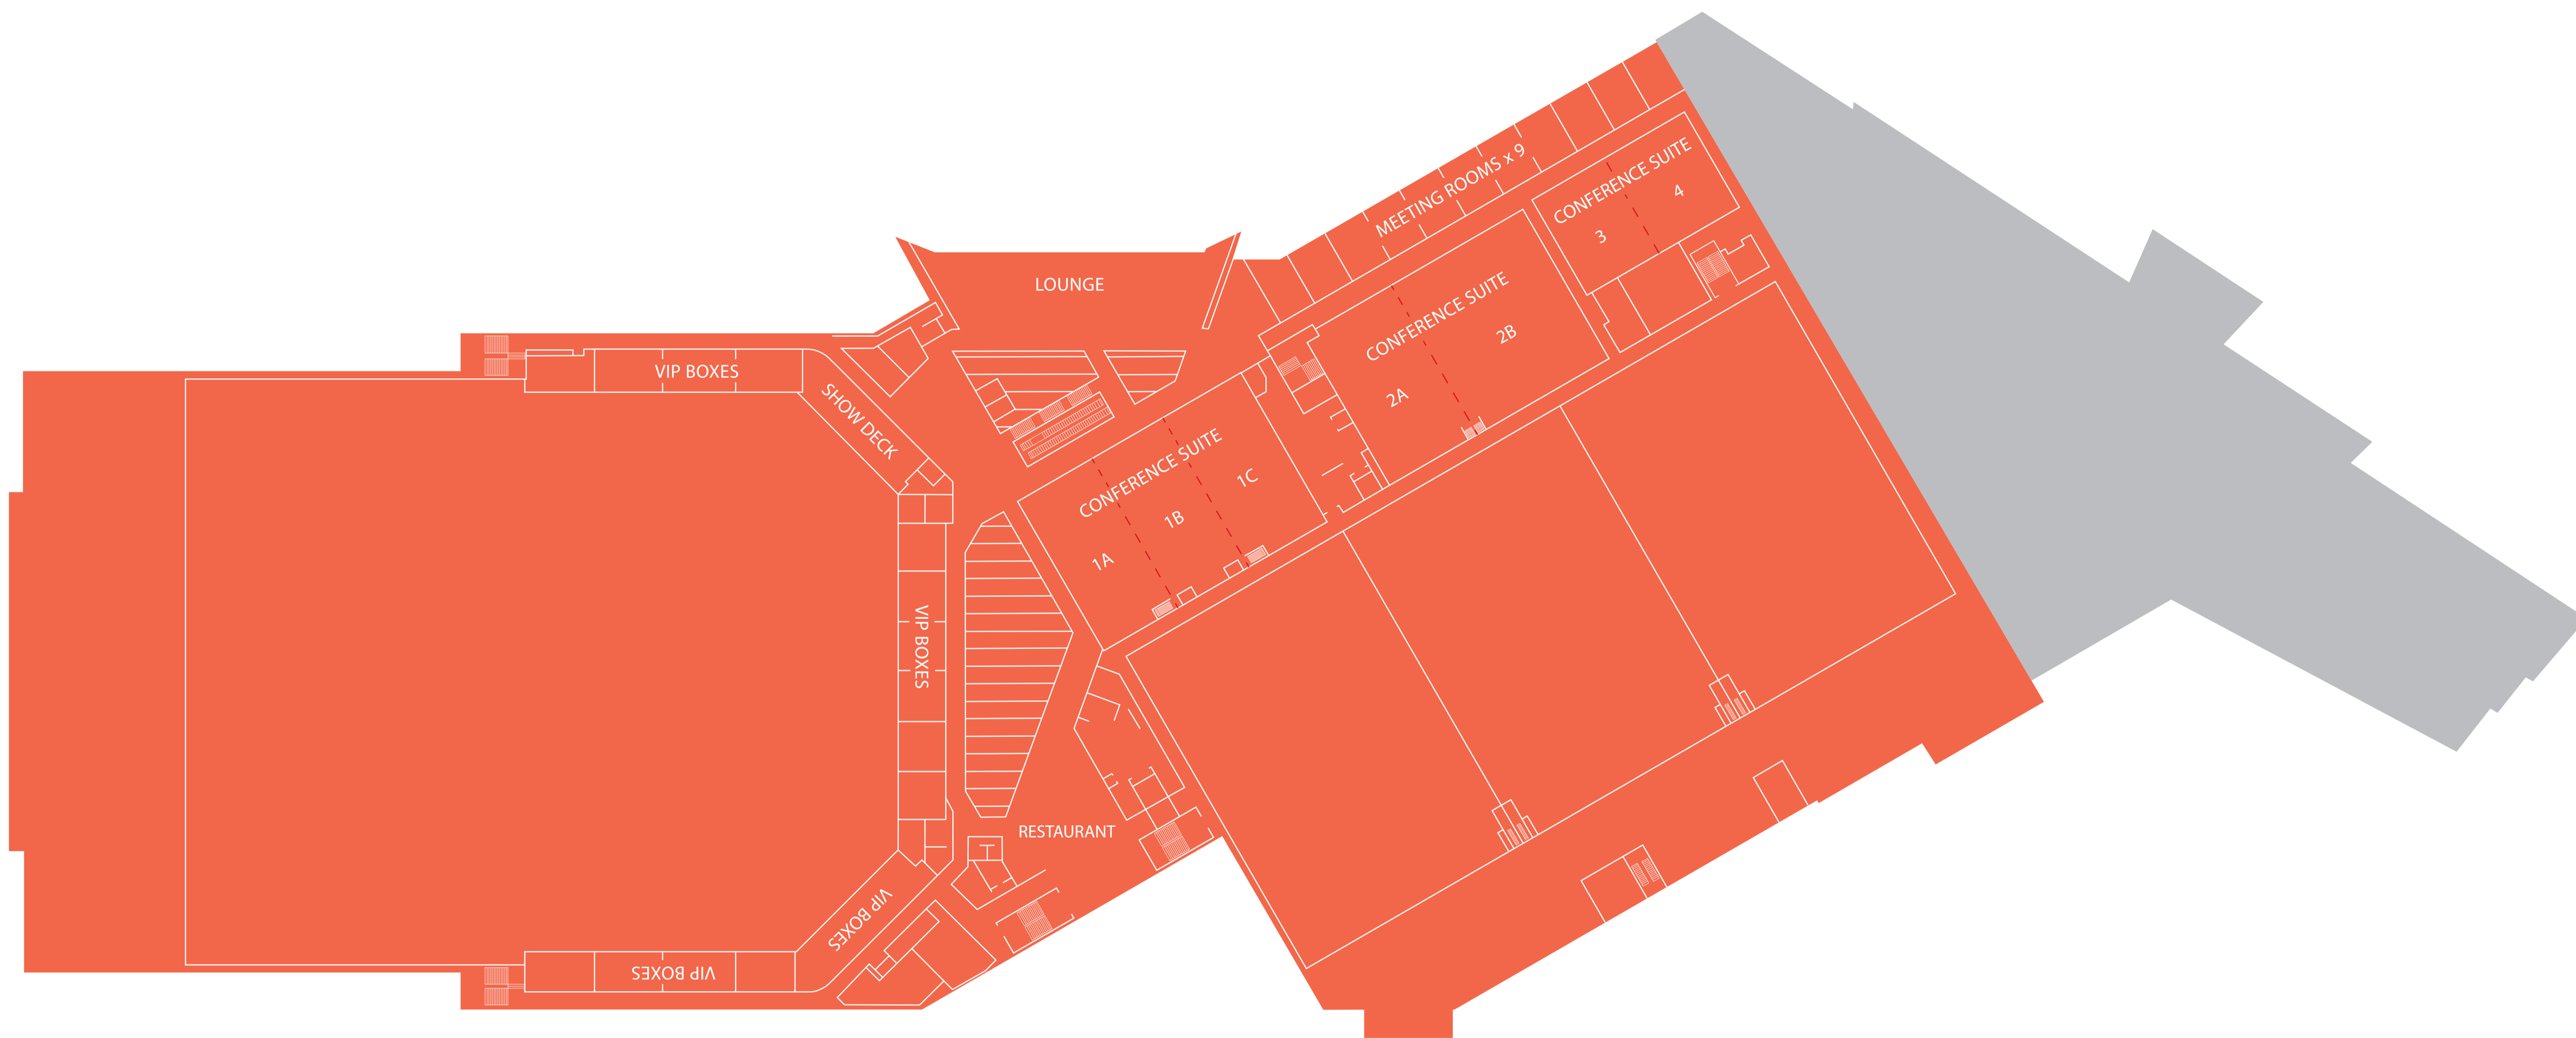 MEETING ROOMS x 9
CONFERENCE SUITE
3
4
LOUNGE
CONFERENCE SUITE
2A
2B
VIP BOXES
SHOW DECK
CONFERENCE SUITE
1A
1B
1C
VIP BOXES
RESTAURANT
VIP BOXES
VIP BOXES